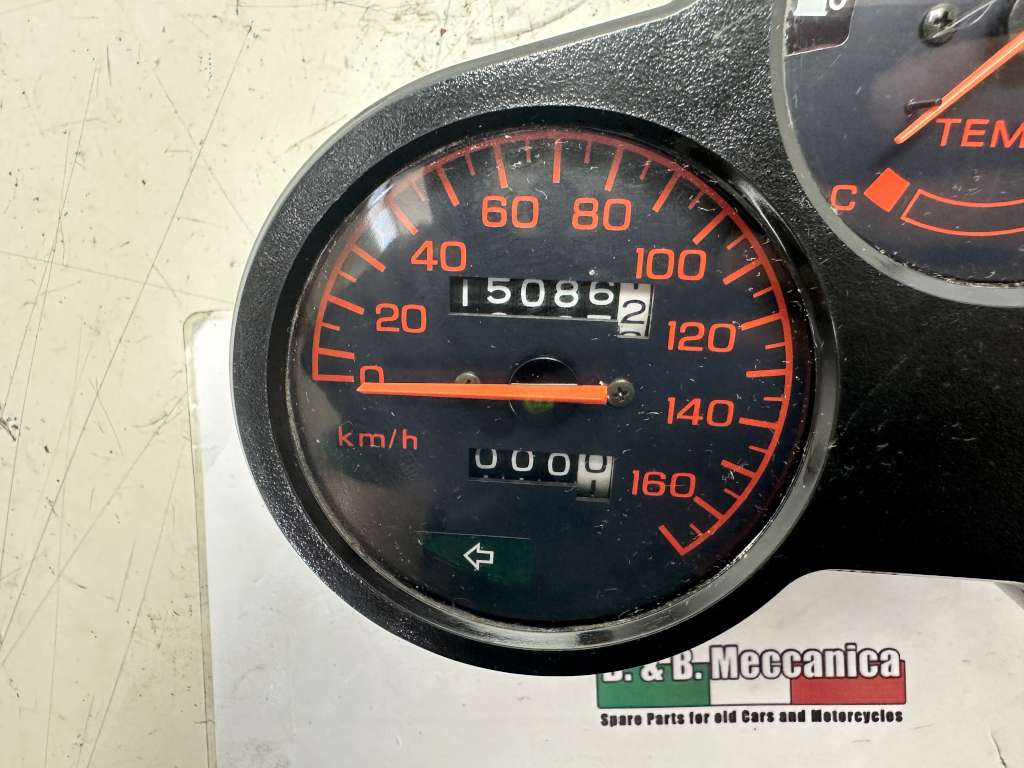 TEM
C
60 80
40 100
15086 2
20 120
0
140
km/h
000
160
B. & B. Meccanica
Spare Parts for old Cars and Motorcycles